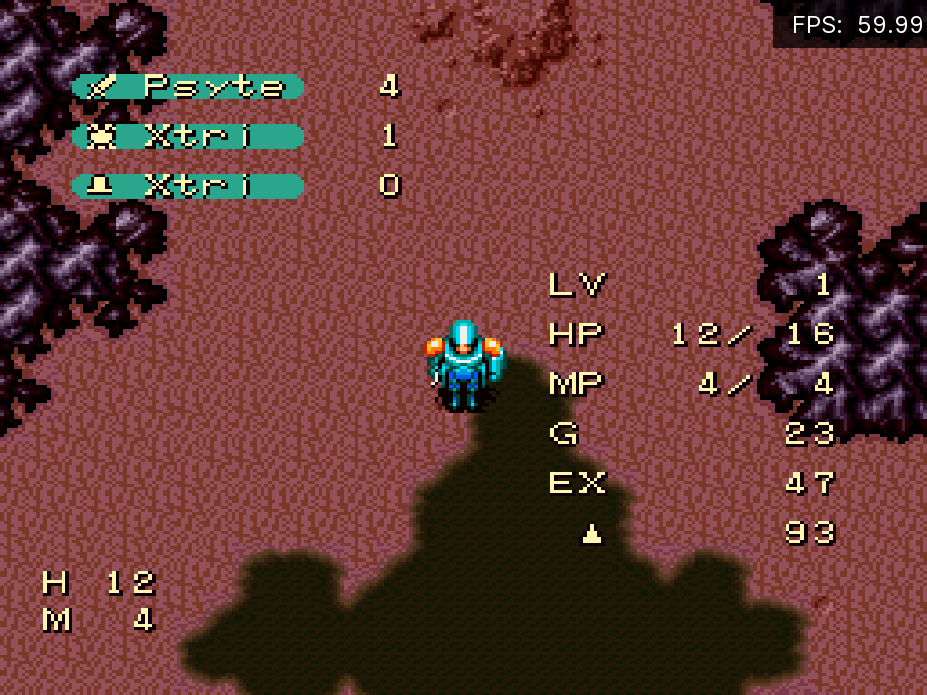 FPS: 59.99
Psyte 4
Xtri 1
Xtri 0
LV 1
HP 12/ 16
MP 4/ 4
G 23
EX 47
▲ 93
H 12
M 4